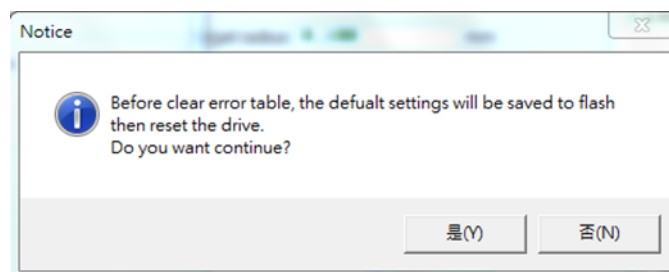 Notice
Before clear error table, the defualt settings will be saved to flash
then reset the drive.
Do you want continue?
是(Y)
否(N)